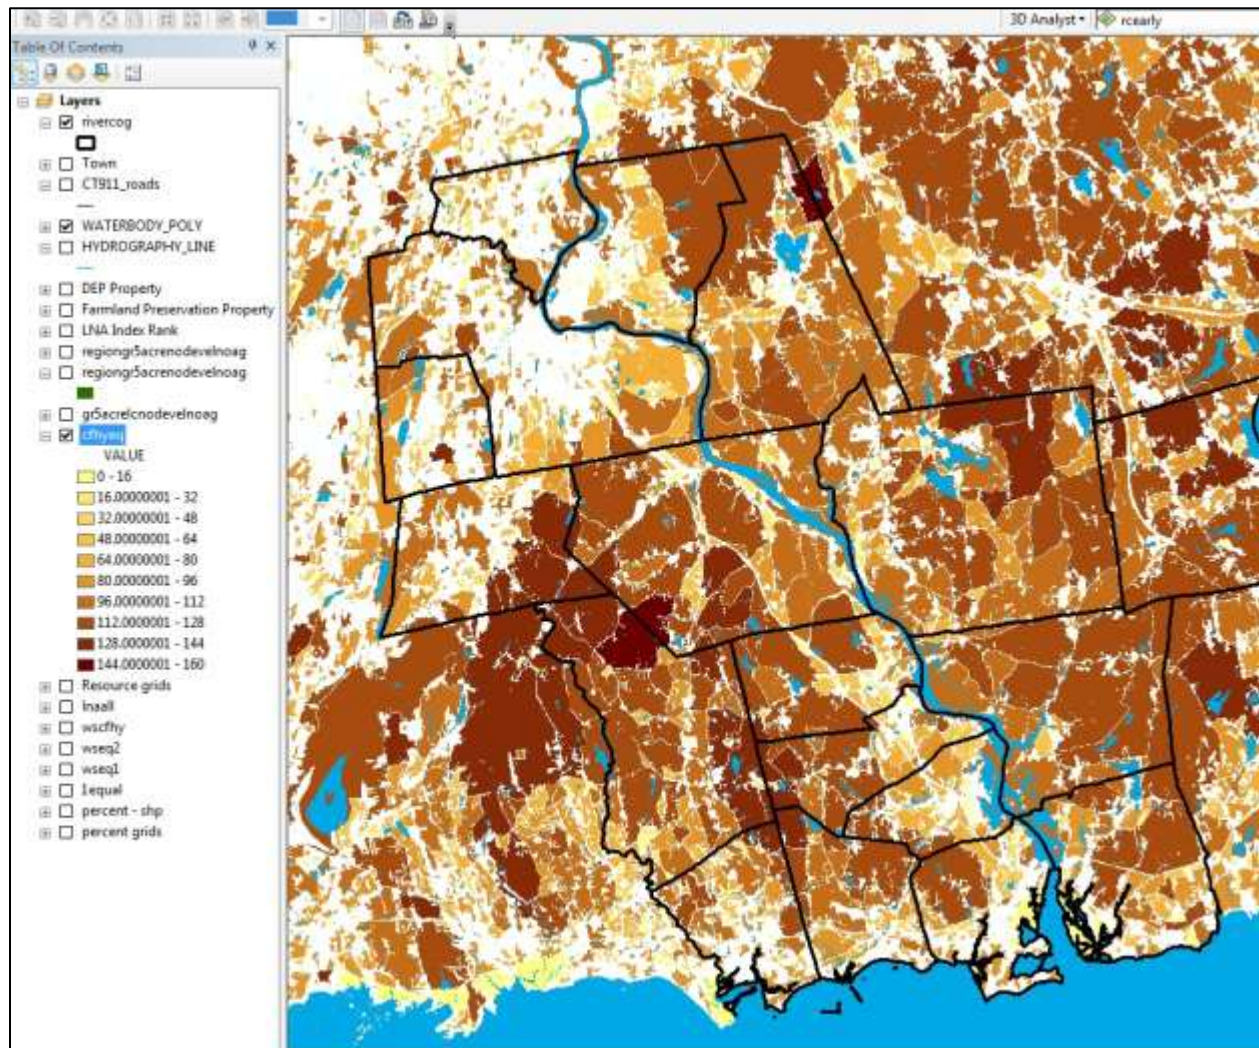 3D Analyst
rcearly
Table Of Contents
Layers
rivercog
Town
CT911_roads
WATERBODY_POLY
HYDROGRAPHY_LINE
DEP Property
Farmland Preservation Property
LNA Index Rank
regiongr5acrenodevelnoag
regiongr5acrenodevelnoag
gr5acrelcnodevelnoag
cfhyeq
VALUE
0 - 16
16.00000001 - 32
32.00000001 - 48
48.00000001 - 64
64.00000001 - 80
80.00000001 - 96
96.00000001 - 112
112.0000001 - 128
128.0000001 - 144
144.0000001 - 160
Resource grids
lnaall
wscfhy
wseq2
wseq1
1equal
percent - shp
percent grids